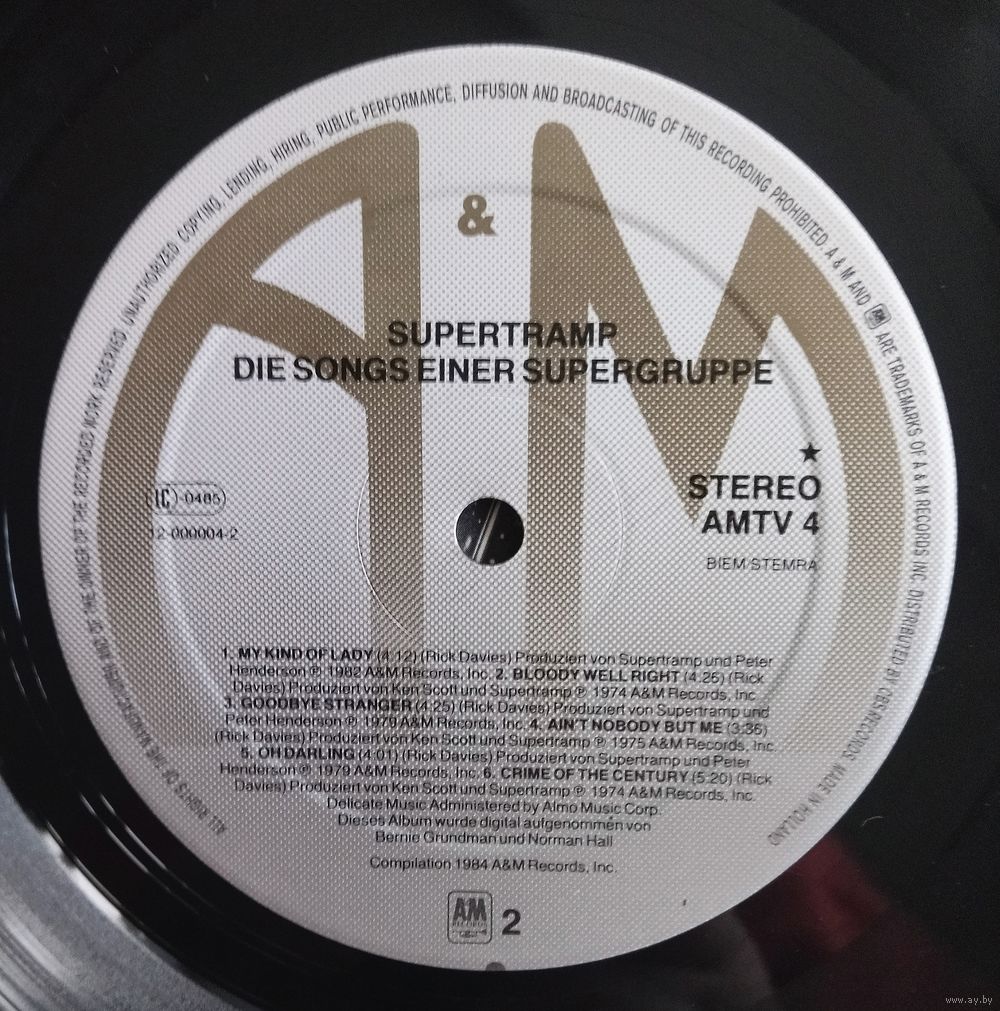 ALL RIGHTS OF THE MANUFACTURER AND OF THE OWNER OF THE RECORDED WORK RESERVED UNAUTHORIZED COPYING, LENDING, HIRING, PUBLIC PERFORMANCE, DIFFUSION AND BROADCASTING OF THIS RECORDING PROHIBITED. A & M AND AM ARE TRADEMARKS OF A & M RECORDS INC. DISTRIBUTED BY CBS RECORDS. MADE IN HOLLAND
A & M
SUPERTRAMP
DIE SONGS EINER SUPERGRUPPE
★
STEREO
AMTV 4
BIEM STEMRA
LC-0485
12-000004-2
1. MY KIND OF LADY (4:12) (Rick Davies) Produziert von Supertramp und Peter
Henderson ℗ 1982 A&M Records, Inc. 2. BLOODY WELL RIGHT (4:26) (Rick
Davies) Produziert von Ken Scott und Supertramp ℗ 1974 A&M Records, Inc.
3. GOODBYE STRANGER (4:25) (Rick Davies) Produziert von Supertramp und
Peter Henderson ℗ 1979 A&M Records, Inc. 4. AIN'T NOBODY BUT ME (3:36)
(Rick Davies) Produziert von Ken Scott und Supertramp ℗ 1975 A&M Records, Inc.
5. OH DARLING (4:01) (Rick Davies) Produziert von Supertramp und Peter
Henderson ℗ 1979 A&M Records, Inc. 6. CRIME OF THE CENTURY (5:20) (Rick
Davies) Produziert von Ken Scott und Supertramp ℗ 1974 A&M Records, Inc.
Delicate Music Administered by Almo Music Corp.
Dieses Album wurde digital aufgenommen von
Bernie Grundman und Norman Hall
Compilation 1984 A&M Records, Inc.
AM
RECORDS
2
www.ay.by